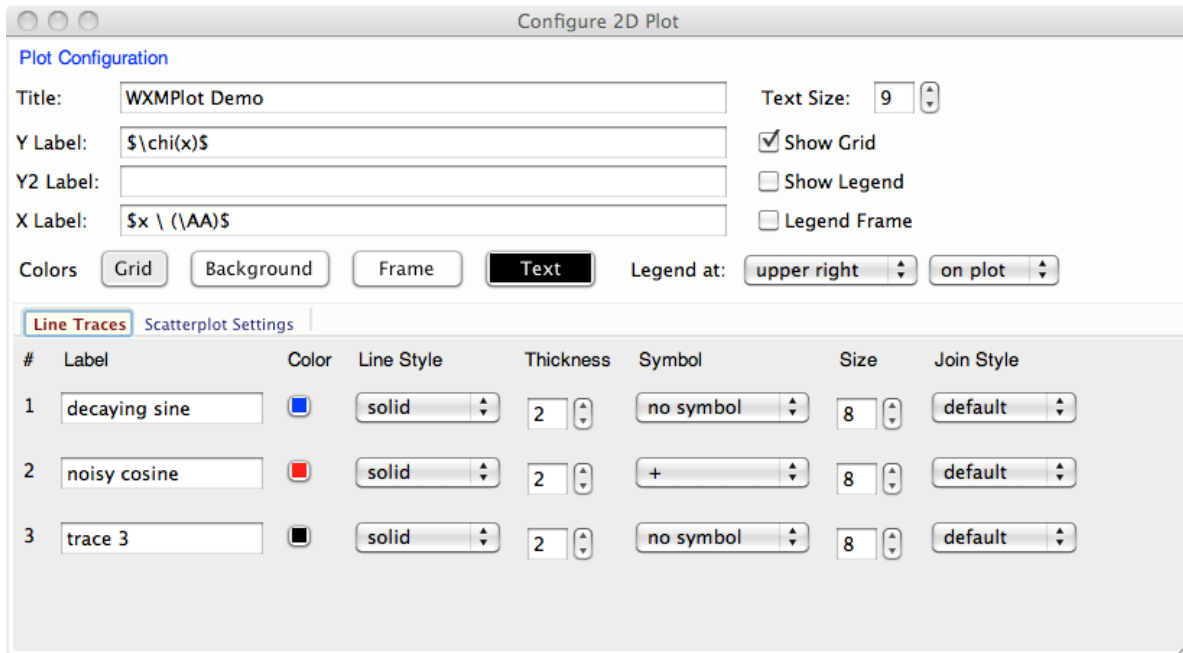 Configure 2D Plot
Plot Configuration
Title: WXMPlot Demo Text Size: 9
Y Label: $\chi(x)$ Show Grid
Y2 Label: Show Legend
X Label: $x \ (\AA)$ Legend Frame
Colors Grid Background Frame Text Legend at: upper right on plot
Line Traces Scatterplot Settings
# Label Color Line Style Thickness Symbol Size Join Style
1 decaying sine solid 2 no symbol 8 default
2 noisy cosine solid 2 + 8 default
3 trace 3 solid 2 no symbol 8 default